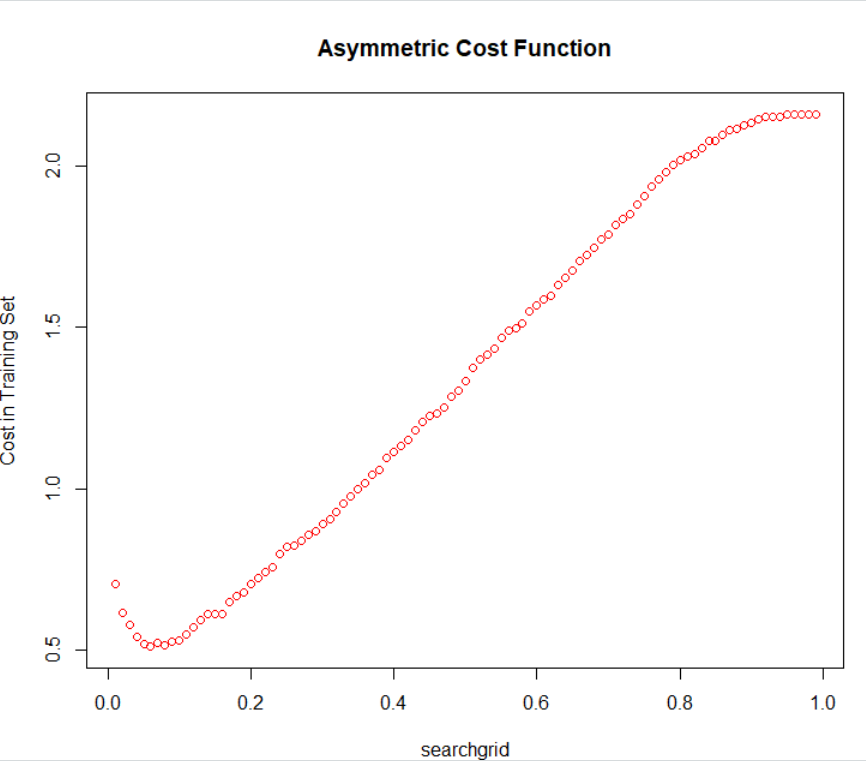 Asymmetric Cost Function
Cost in Training Set
2.0
1.5
1.0
0.5
0.0 0.2 0.4 0.6 0.8 1.0
searchgrid